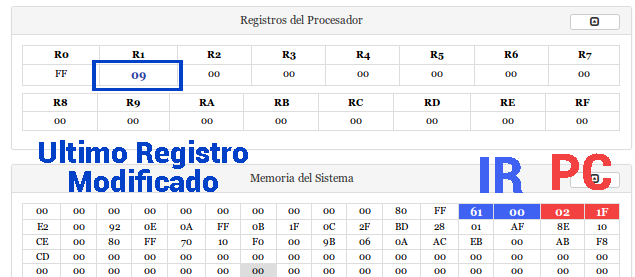 Registros del Procesador
R0 R1 R2 R3 R4 R5 R6 R7
FF 09 00 00 00 00 00 00
R8 R9 RA RB RC RD RE RF
00 00 00 00 00 00 00 00
Ultimo Registro
Modificado
IR PC
Memoria del Sistema
00 00 00 00 00 00 00 00 00 00 80 FF 61 00 02 1F
E2 00 92 0E 0A FF 0B 1F 0C 2F BD 28 01 AF 8E 10
CE 00 80 FF 70 10 F0 00 9B 06 0A AC EB 00 AB F8
CD 00 00 00 00 00 00 00 00 00 00 00 00 00 00 00
00 00 00 00 00 00 00 00 00 00 00 00 00 00 00 00